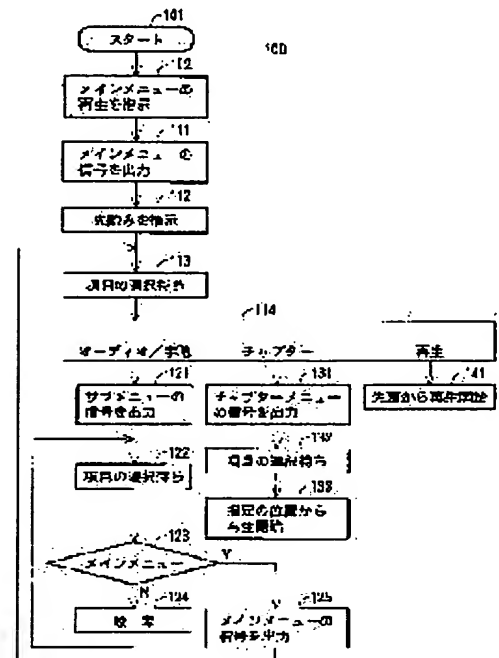 101
スタート
100
メインメニューの
再生を指示
111
メインメニューの
信号を出力
112
先読みを指示
項目の選択待ち
114
オーディオ/字幕
チャプター
再生
121
サブメニューの
信号を出力
131
チャプターメニュー
の信号を出力
141
先頭から再生開始
122
項目の選択待ち
項目の選択待ち
133
指定の位置から
再生開始
123
メインメニュー
Y
N
124
125
メインメニューの
信号を出力